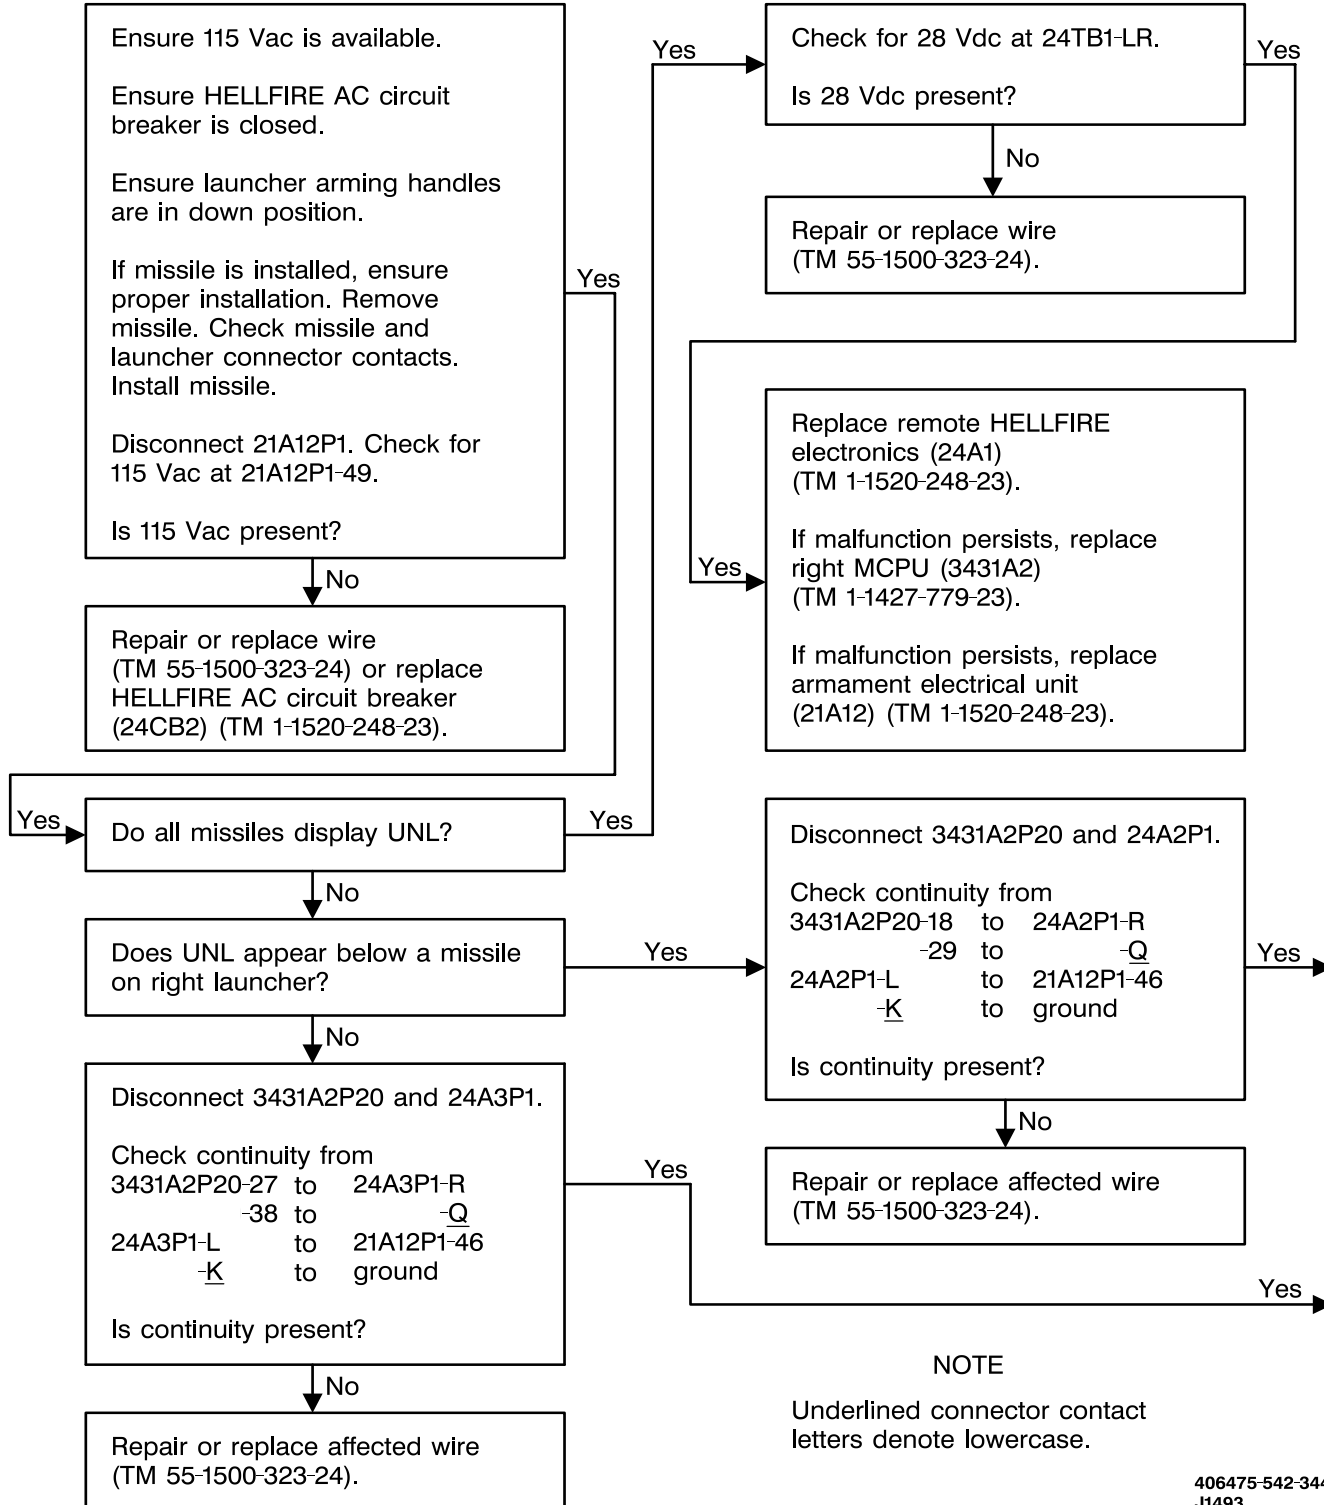 Ensure 115 Vac is available.
Ensure HELLFIRE AC circuit
breaker is closed.
Ensure launcher arming handles
are in down position.
If missile is installed, ensure
proper installation. Remove
missile. Check missile and
launcher connector contacts.
Install missile.
Disconnect 21A12P1. Check for
115 Vac at 21A12P1-49.
Is 115 Vac present?
Yes
No
Repair or replace wire
(TM 55-1500-323-24) or replace
HELLFIRE AC circuit breaker
(24CB2) (TM 1-1520-248-23).
Yes
Do all missiles display UNL?
Yes
No
Does UNL appear below a missile
on right launcher?
Yes
No
Disconnect 3431A2P20 and 24A3P1.
Check continuity from
3431A2P20-27 to 24A3P1-R
-38 to -Q
24A3P1-L to 21A12P1-46
-K to ground
Is continuity present?
Yes
No
Repair or replace affected wire
(TM 55-1500-323-24).
Yes
Check for 28 Vdc at 24TB1-LR.
Is 28 Vdc present?
Yes
No
Repair or replace wire
(TM 55-1500-323-24).
Yes
Replace remote HELLFIRE
electronics (24A1)
(TM 1-1520-248-23).
If malfunction persists, replace
right MCPU (3431A2)
(TM 1-1427-779-23).
If malfunction persists, replace
armament electrical unit
(21A12) (TM 1-1520-248-23).
Disconnect 3431A2P20 and 24A2P1.
Check continuity from
3431A2P20-18 to 24A2P1-R
-29 to -Q
24A2P1-L to 21A12P1-46
-K to ground
Is continuity present?
Yes
No
Repair or replace affected wire
(TM 55-1500-323-24).
Yes
NOTE
Underlined connector contact
letters denote lowercase.
406475-542-344
J1493